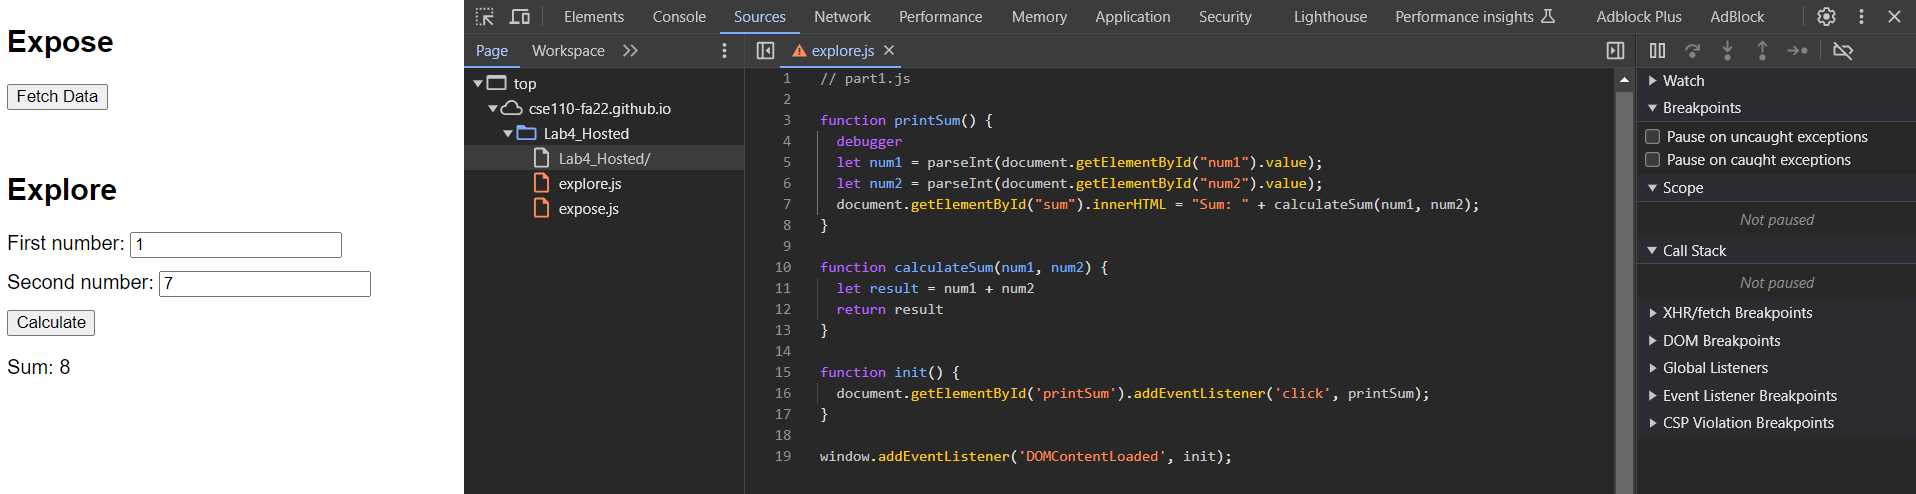 Expose
Fetch Data
Explore
First number: 1
Second number: 7
Calculate
Sum: 8
Elements Console Sources Network Performance Memory Application Security Lighthouse Performance insights Adblock Plus AdBlock
Page Workspace
explore.js
top
cse110-fa22.github.io
Lab4_Hosted
Lab4_Hosted/
explore.js
expose.js
1 // part1.js
2
3 function printSum() {
4 debugger
5 let num1 = parseInt(document.getElementById("num1").value);
6 let num2 = parseInt(document.getElementById("num2").value);
7 document.getElementById("sum").innerHTML = "Sum: " + calculateSum(num1, num2);
8 }
9
10 function calculateSum(num1, num2) {
11 let result = num1 + num2
12 return result
13 }
14
15 function init() {
16 document.getElementById('printSum').addEventListener('click', printSum);
17 }
18
19 window.addEventListener('DOMContentLoaded', init);
Watch
Breakpoints
Pause on uncaught exceptions
Pause on caught exceptions
Scope
Not paused
Call Stack
Not paused
XHR/fetch Breakpoints
DOM Breakpoints
Global Listeners
Event Listener Breakpoints
CSP Violation Breakpoints